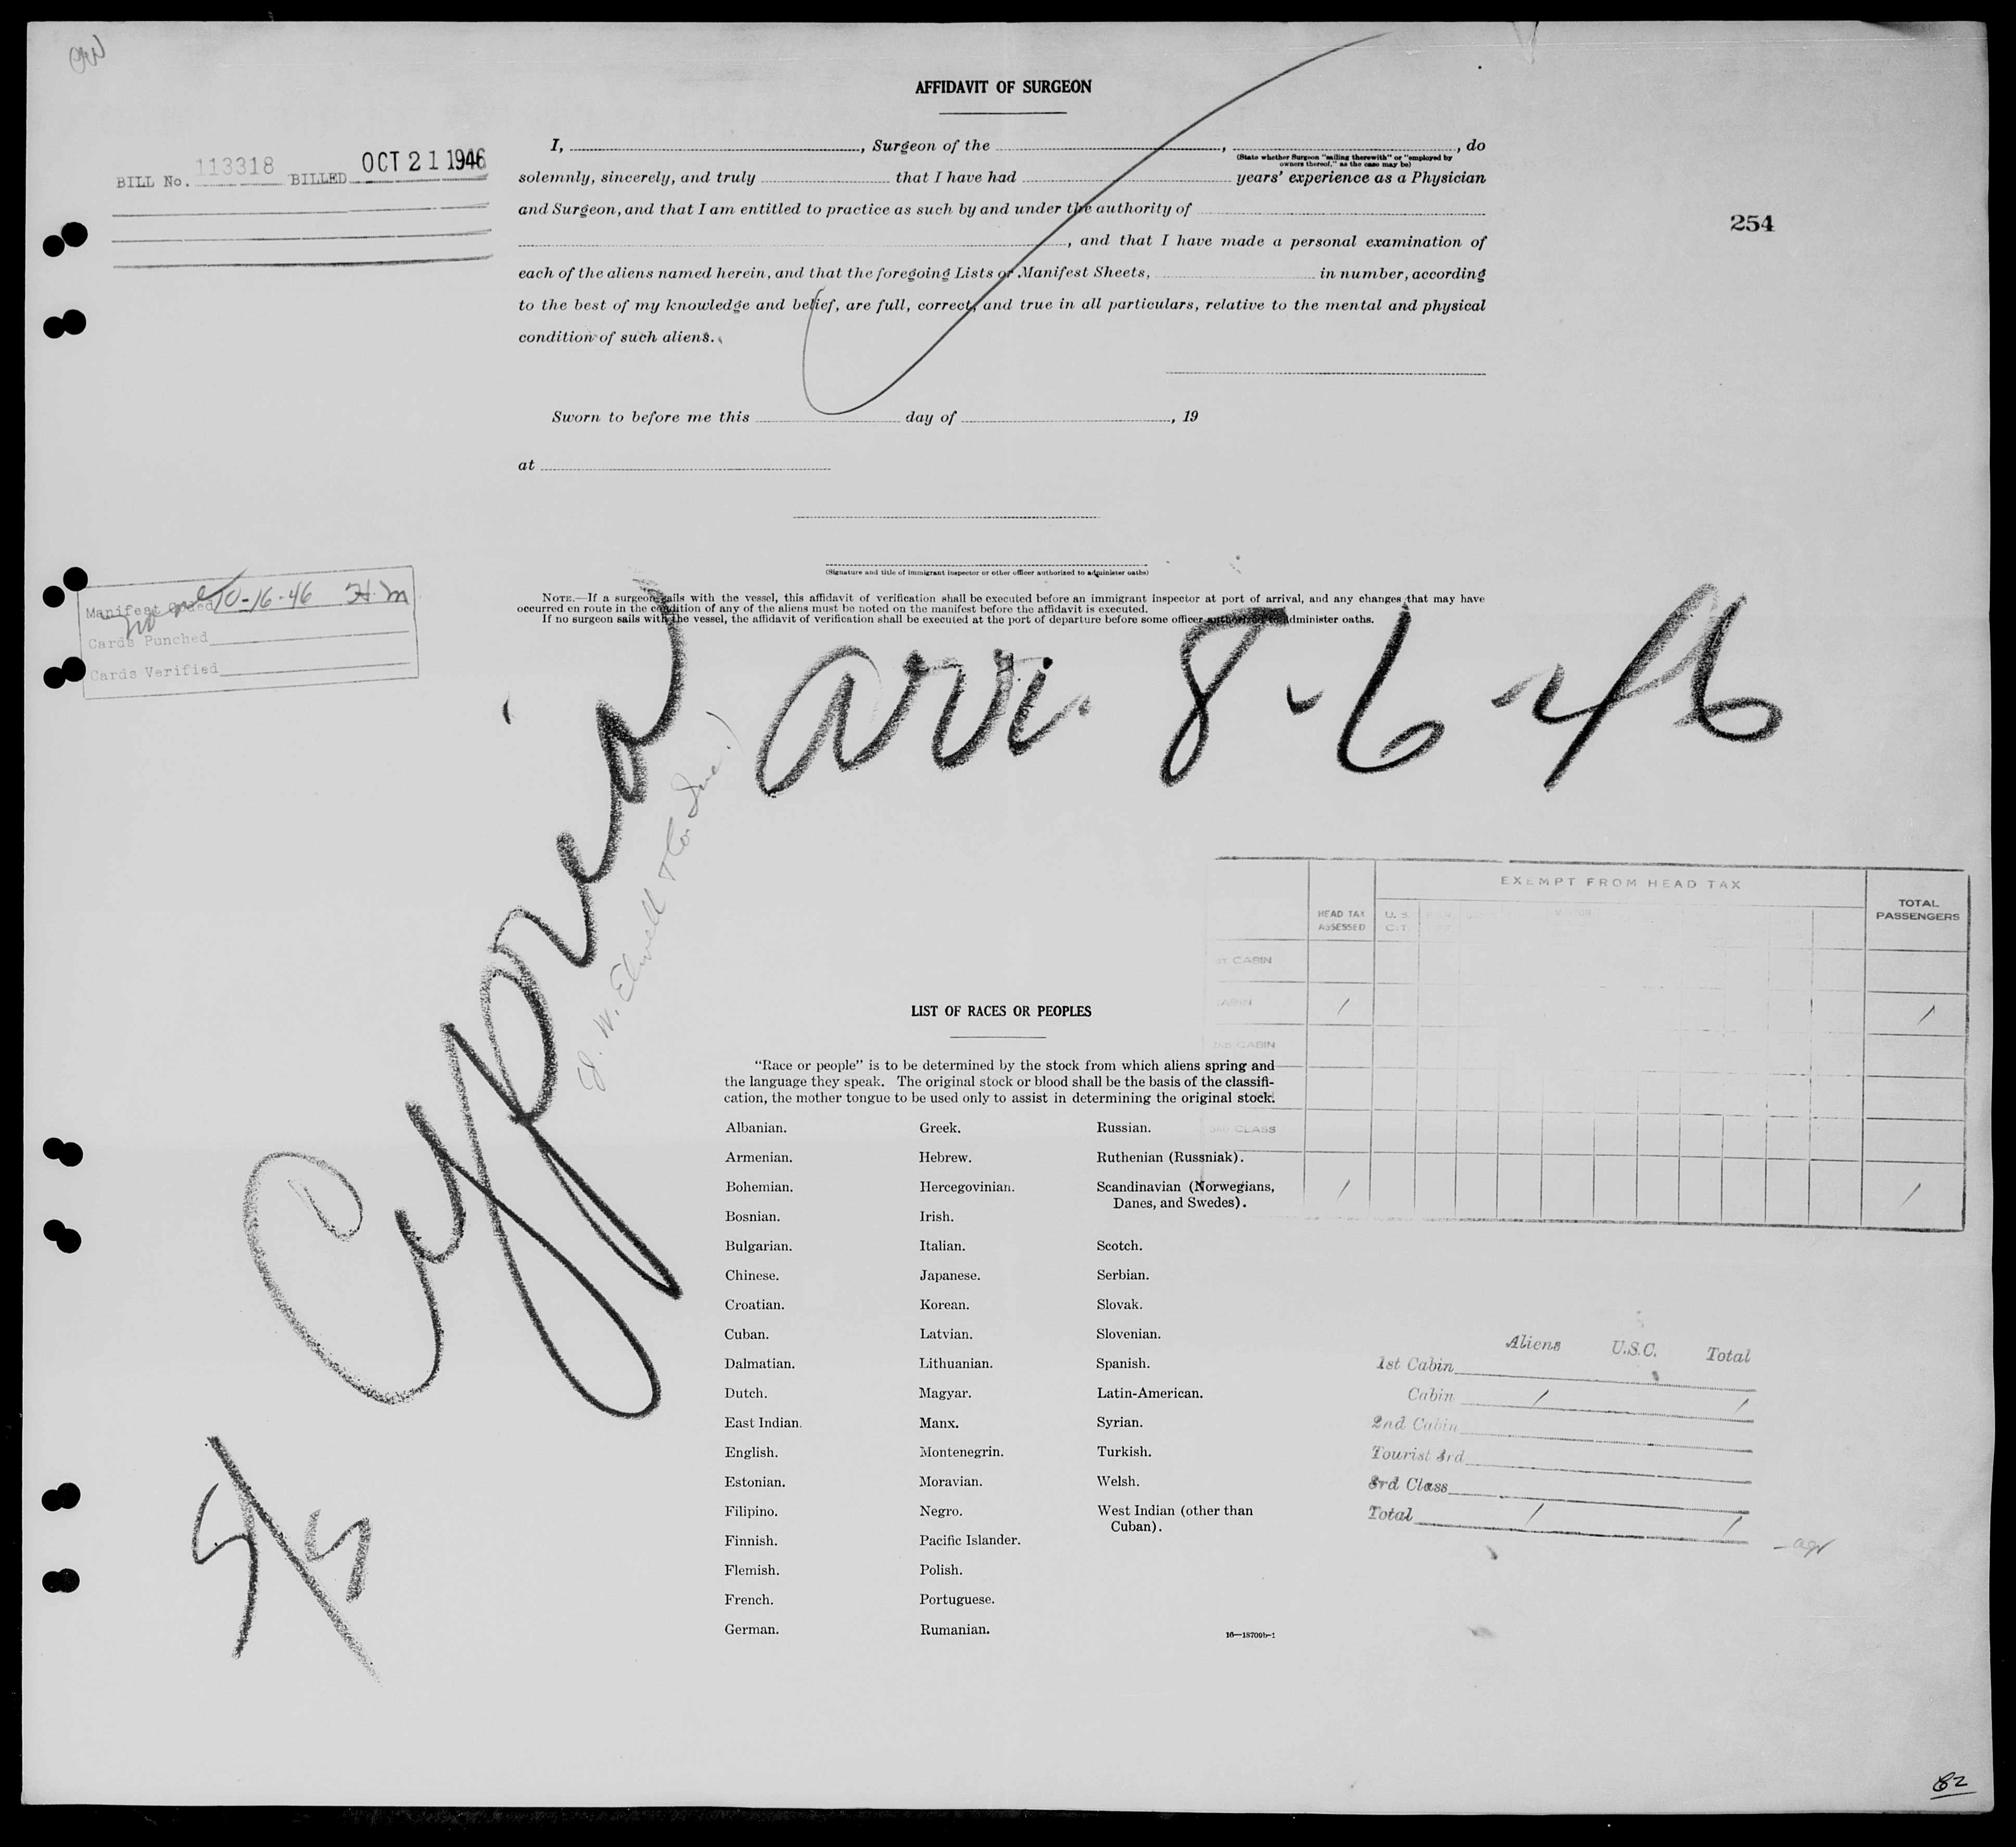 AFFIDAVIT OF SURGEON
I, , Surgeon of the , , do
(State whether Surgeon "sailing therewith" or "employed by
owners thereof," as the case may be)
solemnly, sincerely, and truly that I have had years' experience as a Physician
and Surgeon, and that I am entitled to practice as such by and under the authority of
, and that I have made a personal examination of
each of the aliens named herein, and that the foregoing Lists or Manifest Sheets, in number, according
to the best of my knowledge and belief, are full, correct, and true in all particulars, relative to the mental and physical
condition of such aliens.
Sworn to before me this day of , 19
at
(Signature and title of immigrant inspector or other officer authorized to administer oaths)
NOTE.—If a surgeon sails with the vessel, this affidavit of verification shall be executed before an immigrant inspector at port of arrival, and any changes that may have
occurred en route in the condition of any of the aliens must be noted on the manifest before the affidavit is executed.
If no surgeon sails with the vessel, the affidavit of verification shall be executed at the port of departure before some officer authorized to administer oaths.
BILL No. 113318 BILLED OCT 21 1946
254
Manifest Coded 10-16-46 H.M
no
Cards Punched
Cards Verified
arr. 8-6-46
S/S Cypria
W. Elwell & Co. Inc.)
EXEMPT FROM HEAD TAX
HEAD TAX
ASSESSED
U.S.
C.T.
TOTAL
PASSENGERS
1ST CABIN
CABIN / /
2ND CABIN
3RD CLASS
/ /
LIST OF RACES OR PEOPLES
"Race or people" is to be determined by the stock from which aliens spring and
the language they speak. The original stock or blood shall be the basis of the classifi-
cation, the mother tongue to be used only to assist in determining the original stock.
Albanian. Greek. Russian.
Armenian. Hebrew. Ruthenian (Russniak).
Bohemian. Hercegovinian. Scandinavian (Norwegians,
Danes, and Swedes).
Bosnian. Irish.
Bulgarian. Italian. Scotch.
Chinese. Japanese. Serbian.
Croatian. Korean. Slovak.
Cuban. Latvian. Slovenian.
Dalmatian. Lithuanian. Spanish.
Dutch. Magyar. Latin-American.
East Indian. Manx. Syrian.
English. Montenegrin. Turkish.
Estonian. Moravian. Welsh.
Filipino. Negro. West Indian (other than
Cuban).
Finnish. Pacific Islander.
Flemish. Polish.
French. Portuguese.
German. Rumanian.
16—18700b-1
Aliens U.S.C. Total
1st Cabin
Cabin / /
2nd Cabin
Tourist 3rd
3rd Class
Total / /
82